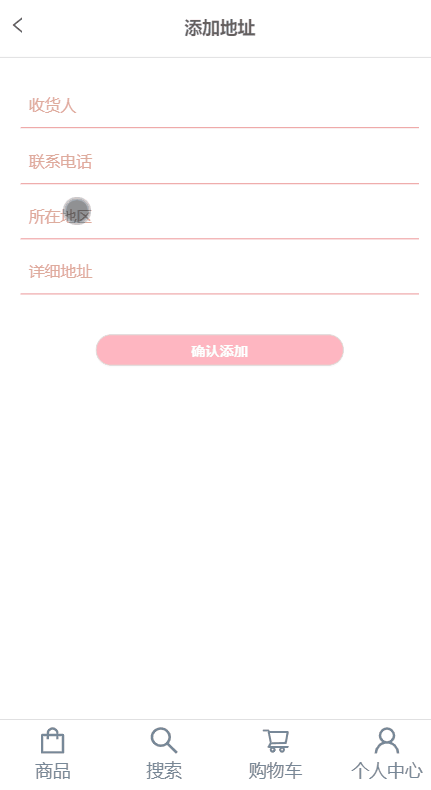 添加地址
收货人
联系电话
所在地区
详细地址
确认添加
商品 搜索 购物车 个人中心